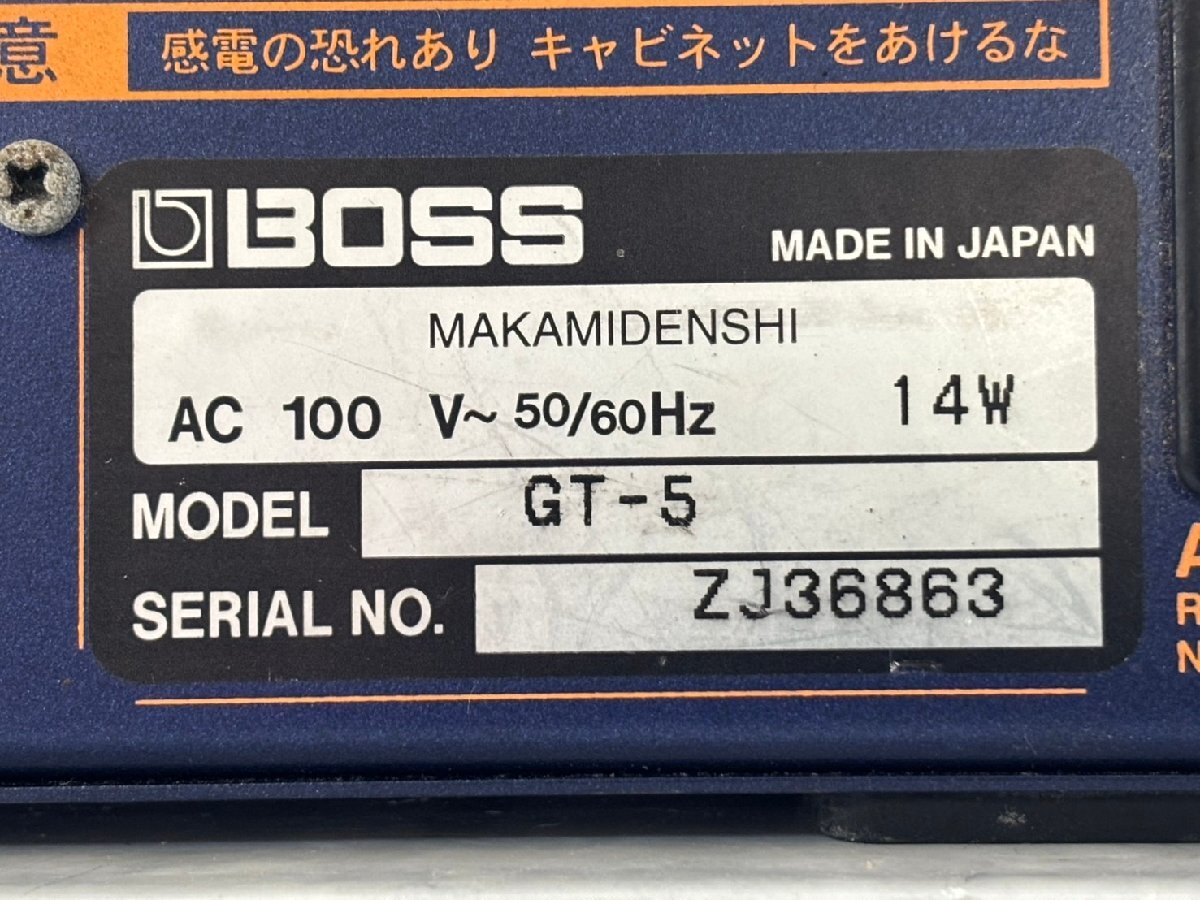 意 感電の恐れあり キャビネットをあけるな
BOSS
MADE IN JAPAN
MAKAMIDENSHI
AC 100 V~ 50/60Hz 14W
MODEL GT-5
SERIAL NO. ZJ36863